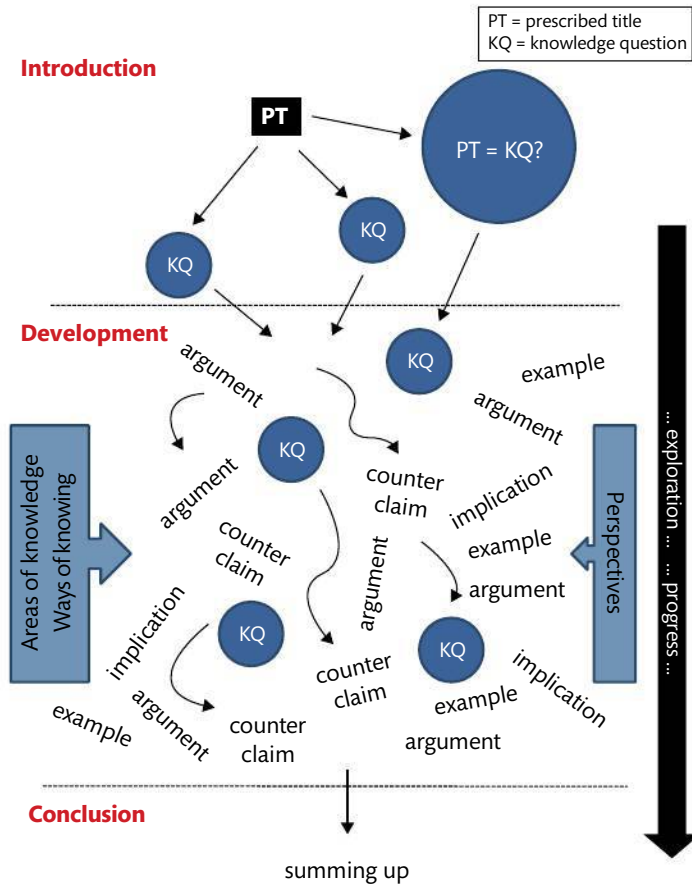 PT = prescribed title
KQ = knowledge question
Introduction
PT
PT = KQ?
KQ
KQ
Development
argument
KQ
example
argument
KQ
argument
counter
claim
implication
counter
claim
example
argument
argument
Areas of knowledge
Ways of knowing
Perspectives
... exploration ... ... progress ...
implication
KQ
KQ
counter
claim
implication
example
argument
example
counter
claim
argument
Conclusion
summing up